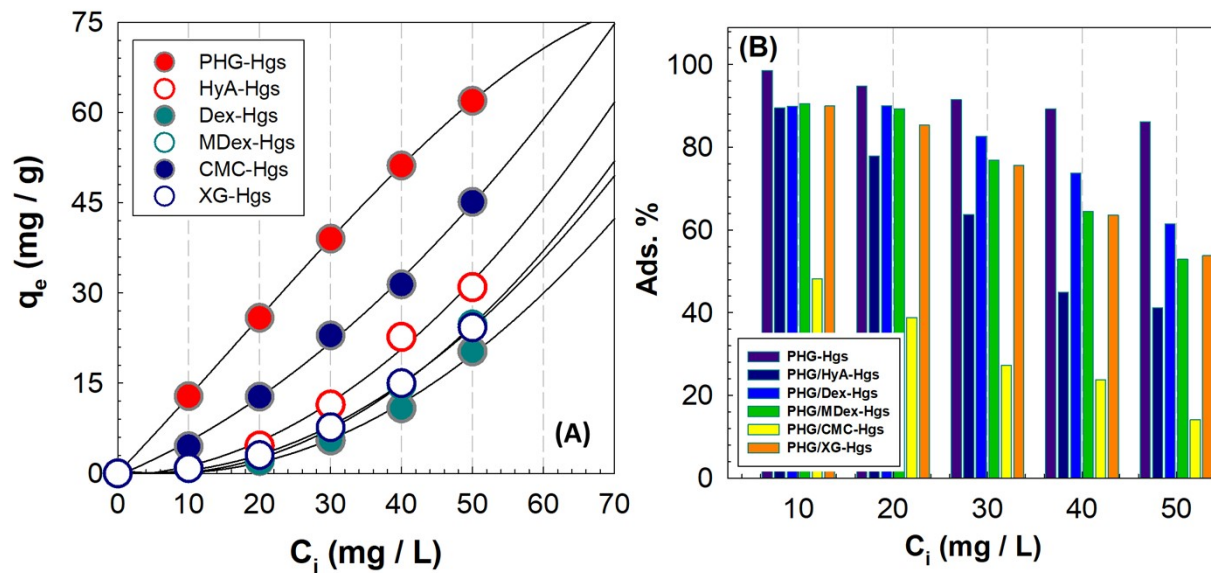 75
60
45
30
15
0
q_e (mg / g)
PHG-Hgs
HyA-Hgs
Dex-Hgs
MDex-Hgs
CMC-Hgs
XG-Hgs
(A)
0 10 20 30 40 50 60 70
C_i (mg / L)
(B)
100
80
60
40
20
0
Ads. %
PHG-Hgs
PHG/HyA-Hgs
PHG/Dex-Hgs
PHG/MDex-Hgs
PHG/CMC-Hgs
PHG/XG-Hgs
10 20 30 40 50
C_i (mg / L)